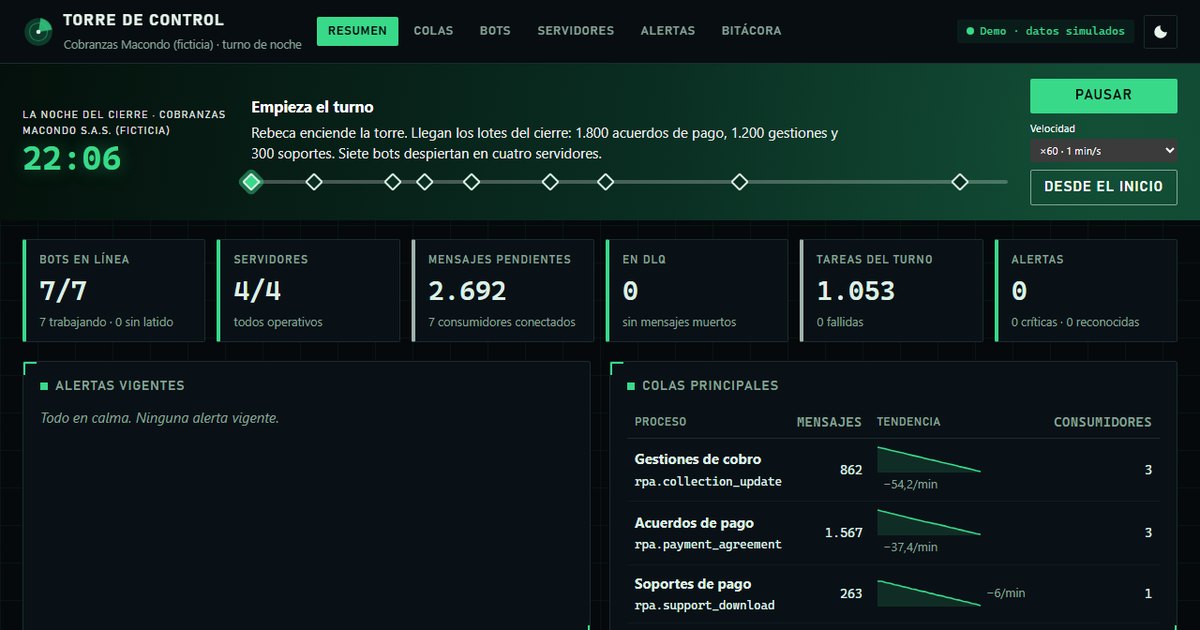 TORRE DE CONTROL
Cobranzas Macondo (ficticia) · turno de noche
RESUMEN
COLAS
BOTS
SERVIDORES
ALERTAS
BITÁCORA
Demo · datos simulados
LA NOCHE DEL CIERRE · COBRANZAS
MACONDO S.A.S. (FICTICIA)
22:06
Empieza el turno
Rebeca enciende la torre. Llegan los lotes del cierre: 1.800 acuerdos de pago, 1.200 gestiones y
300 soportes. Siete bots despiertan en cuatro servidores.
PAUSAR
Velocidad
×60 · 1 min/s
DESDE EL INICIO
BOTS EN LÍNEA
7/7
7 trabajando · 0 sin latido
SERVIDORES
4/4
todos operativos
MENSAJES PENDIENTES
2.692
7 consumidores conectados
EN DLQ
0
sin mensajes muertos
TAREAS DEL TURNO
1.053
0 fallidas
ALERTAS
0
0 críticas · 0 reconocidas
ALERTAS VIGENTES
Todo en calma. Ninguna alerta vigente.
COLAS PRINCIPALES
PROCESO MENSAJES TENDENCIA CONSUMIDORES
Gestiones de cobro
rpa.collection_update
862
−54,2/min
3
Acuerdos de pago
rpa.payment_agreement
1.567
−37,4/min
3
Soportes de pago
rpa.support_download
263
−6/min
1